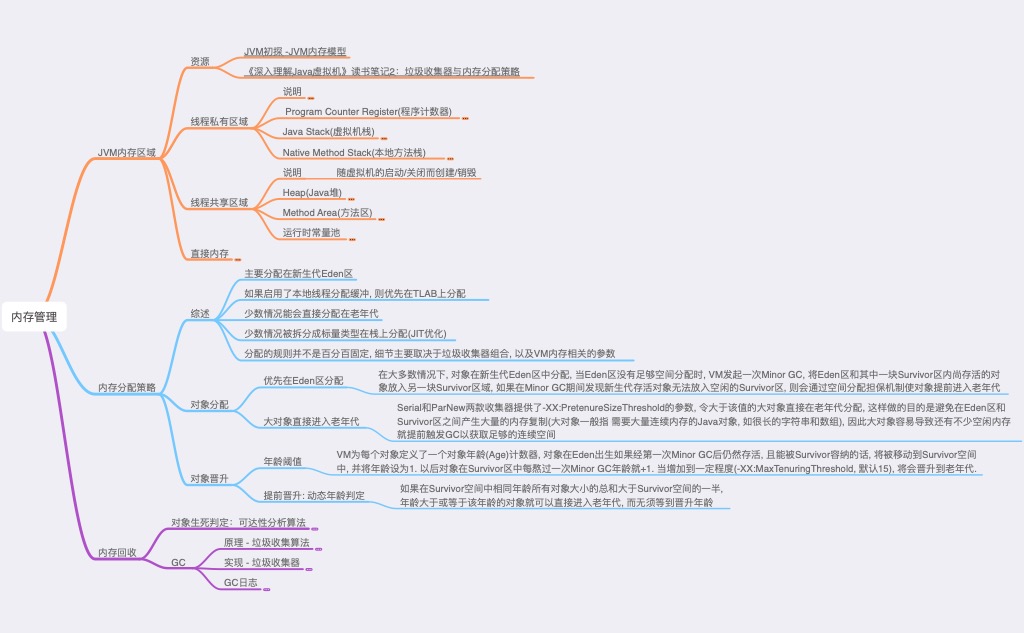 内存管理
JVM内存区域
资源
JVM初探 -JVM内存模型
《深入理解Java虚拟机》读书笔记2：垃圾收集器与内存分配策略
线程私有区域
说明
Program Counter Register(程序计数器)
Java Stack(虚拟机栈)
Native Method Stack(本地方法栈)
线程共享区域
说明
随虚拟机的启动/关闭而创建/销毁
Heap(Java堆)
Method Area(方法区)
运行时常量池
直接内存
内存分配策略
综述
主要分配在新生代Eden区
如果启用了本地线程分配缓冲, 则优先在TLAB上分配
少数情况能会直接分配在老年代
少数情况被拆分成标量类型在栈上分配(JIT优化)
分配的规则并不是百分百固定, 细节主要取决于垃圾收集器组合, 以及VM内存相关的参数
对象分配
优先在Eden区分配
在大多数情况下, 对象在新生代Eden区中分配, 当Eden区没有足够空间分配时, VM发起一次Minor GC, 将Eden区和其中一块Survivor区内尚存活的对
象放入另一块Survivor区域, 如果在Minor GC期间发现新生代存活对象无法放入空闲的Survivor区, 则会通过空间分配担保机制使对象提前进入老年代
大对象直接进入老年代
Serial和ParNew两款收集器提供了-XX:PretenureSizeThreshold的参数, 令大于该值的大对象直接在老年代分配, 这样做的目的是避免在Eden区和
Survivor区之间产生大量的内存复制(大对象一般指 需要大量连续内存的Java对象, 如很长的字符串和数组), 因此大对象容易导致还有不少空闲内存
就提前触发GC以获取足够的连续空间
对象晋升
年龄阈值
VM为每个对象定义了一个对象年龄(Age)计数器, 对象在Eden出生如果经第一次Minor GC后仍然存活, 且能被Survivor容纳的话, 将被移动到Survivor空间
中, 并将年龄设为1. 以后对象在Survivor区中每熬过一次Minor GC年龄就+1. 当增加到一定程度(-XX:MaxTenuringThreshold, 默认15), 将会晋升到老年代.
提前晋升: 动态年龄判定
如果在Survivor空间中相同年龄所有对象大小的总和大于Survivor空间的一半,
年龄大于或等于该年龄的对象就可以直接进入老年代, 而无须等到晋升年龄
内存回收
对象生死判定：可达性分析算法
GC
原理 - 垃圾收集算法
实现 - 垃圾收集器
GC日志